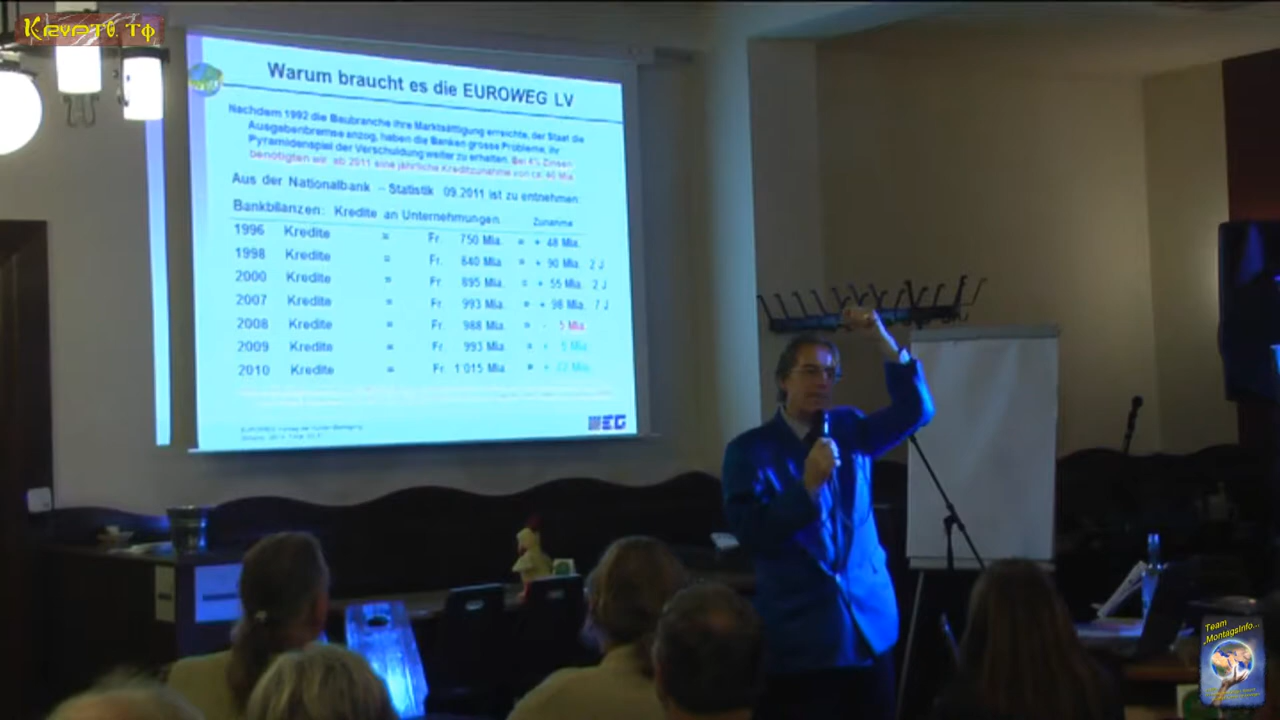 KRYPTO.TΦ
Warum braucht es die EUROWEG LV
Nachdem 1992 die Baubranche ihre Marktsättigung erreichte, der Staat die
Ausgabenbremse anzog, haben die Banken grosse Probleme, ihr
Pyramidenspiel der Verschuldung weiter zu erhalten. Bei 4% Zinsen
benötigten wir ab 2011 eine jährliche Kreditzunahme von ca. 40 Mia.
Aus der Nationalbank – Statistik 09.2011 ist zu entnehmen:
Bankbilanzen: Kredite an Unternehmungen Zunahme
1996 Kredite = Fr. 750 Mia. = + 48 Mia.
1998 Kredite = Fr. 840 Mia. = + 90 Mia. 2 J
2000 Kredite = Fr. 895 Mia. = + 55 Mia. 2 J
2007 Kredite = Fr. 993 Mia. = + 98 Mia. 7 J
2008 Kredite = Fr. 988 Mia. = - 5 Mia.
2009 Kredite = Fr. 993 Mia. = + 5 Mia.
2010 Kredite = Fr. 1'015 Mia. = + 22 Mia.
WEG
Team
„MontagsInfo...